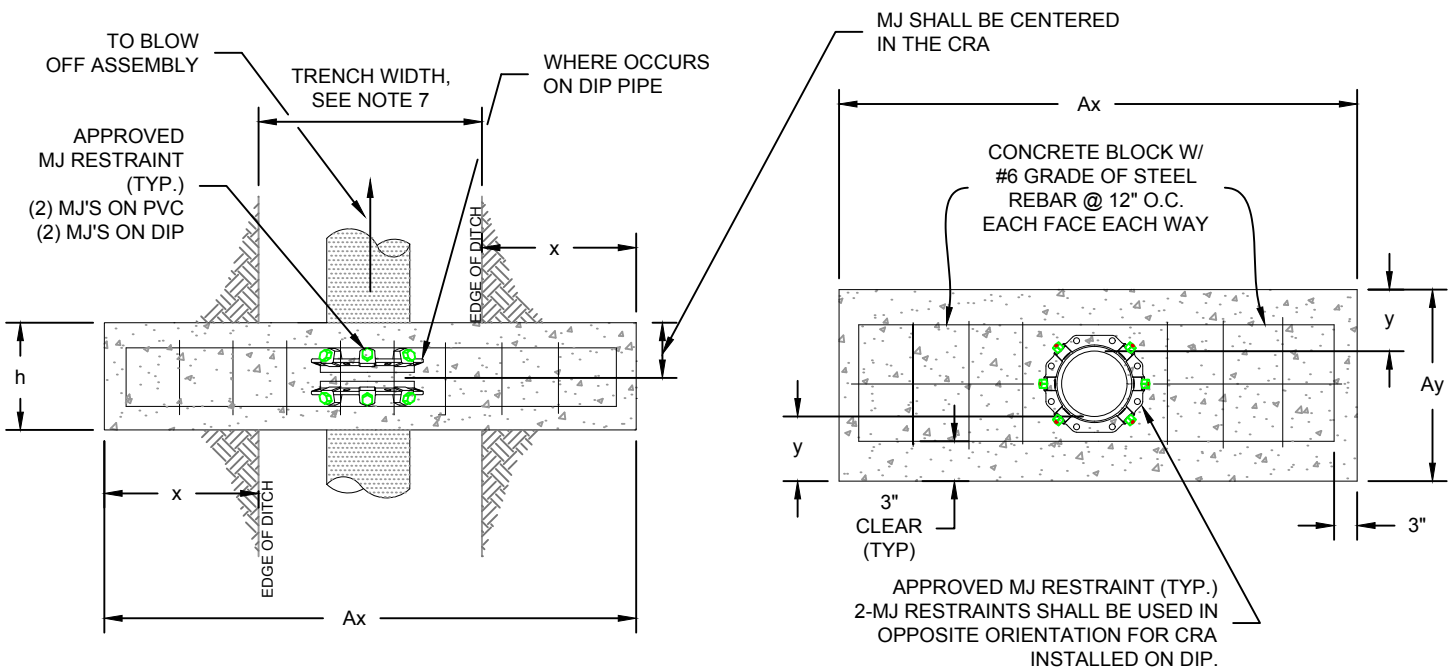 TO BLOW
OFF ASSEMBLY
TRENCH WIDTH,
SEE NOTE 7
WHERE OCCURS
ON DIP PIPE
MJ SHALL BE CENTERED
IN THE CRA
APPROVED
MJ RESTRAINT
(TYP.)
(2) MJ'S ON PVC
(2) MJ'S ON DIP
EDGE OF DITCH
x
h
x
EDGE OF DITCH
Ax
Ax
CONCRETE BLOCK W/
#6 GRADE OF STEEL
REBAR @ 12" O.C.
EACH FACE EACH WAY
y
Ay
y
3"
CLEAR
(TYP)
3"
APPROVED MJ RESTRAINT (TYP.)
2-MJ RESTRAINTS SHALL BE USED IN
OPPOSITE ORIENTATION FOR CRA
INSTALLED ON DIP.